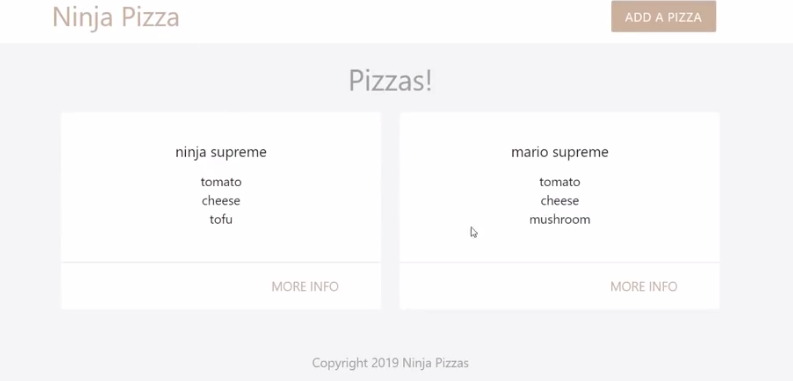 Ninja Pizza
ADD A PIZZA
Pizzas!
ninja supreme
tomato
cheese
tofu
MORE INFO
mario supreme
tomato
cheese
mushroom
MORE INFO
Copyright 2019 Ninja Pizzas